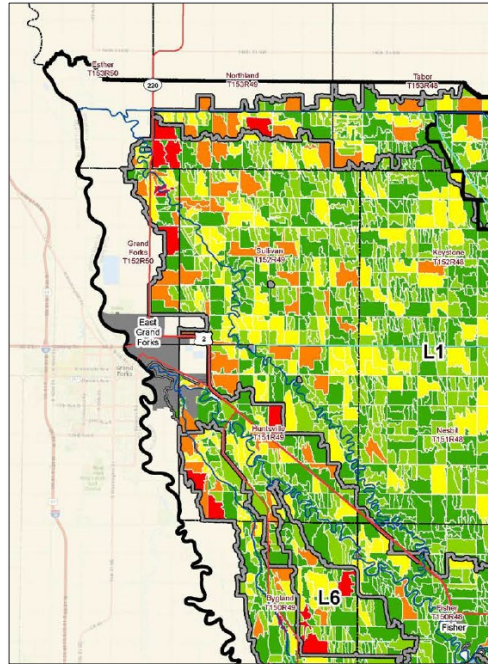 Esther
T153R50
220
Northland
T153R49
Tabor
T153R48
Grand
Forks
T152R50
Sullivan
T152R49
Keystone
T152R48
East
Grand
Forks
2
Grand
Forks
L1
Huntsville
T151R49
Nesbit
T151R48
Bygland
T150R49
L6
Fisher
T150R48
Fisher